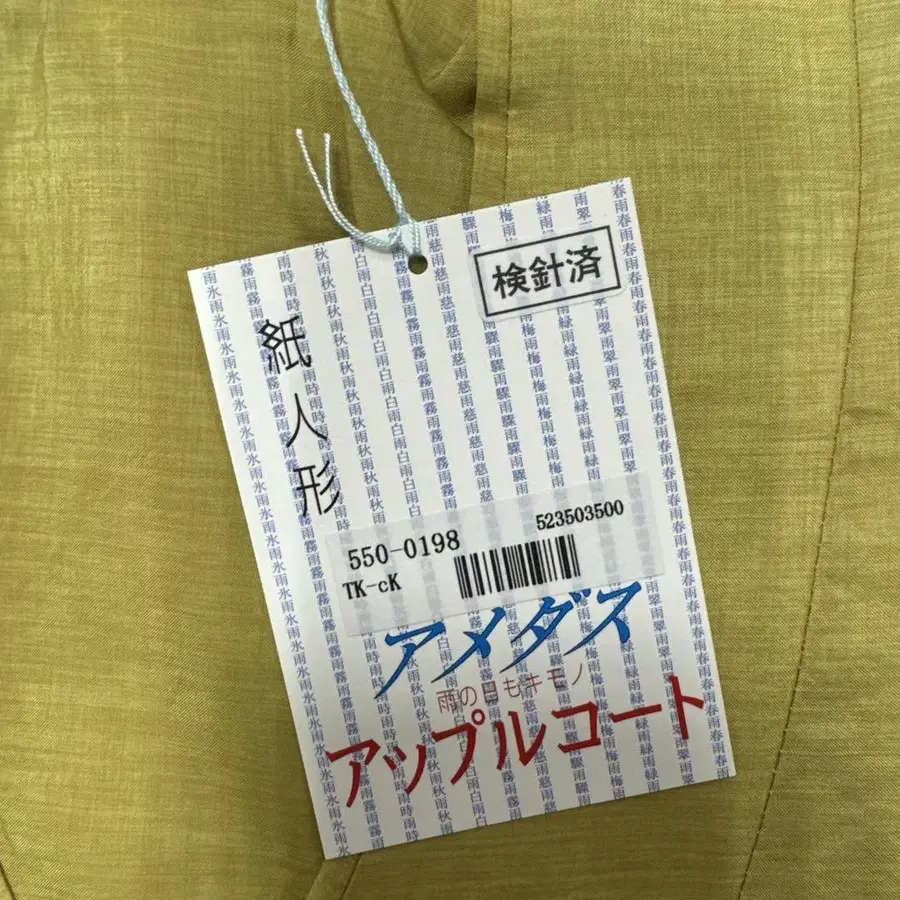 検針済
紙人形
550-0198
523503500
TK-cK
アメダス
雨の日もキモノ
アップルコート